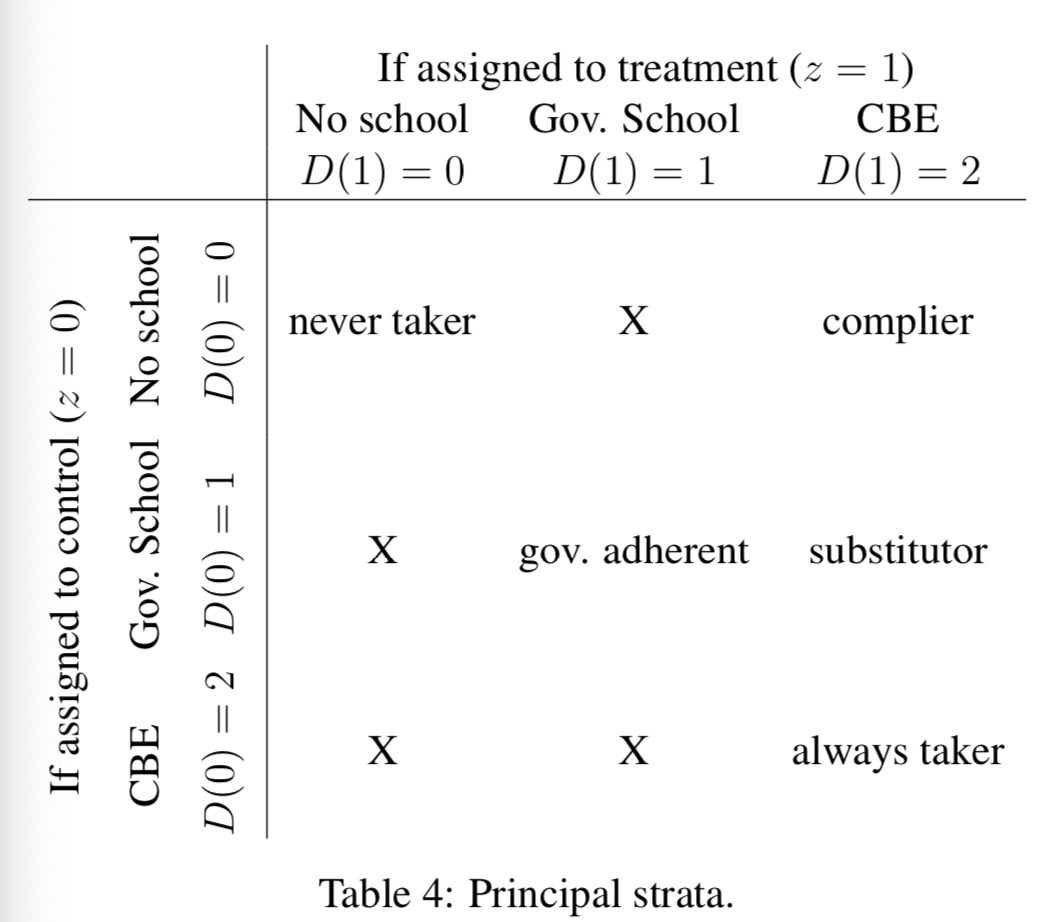 If assigned to treatment (z = 1)
No school Gov. School CBE
D(1) = 0 D(1) = 1 D(1) = 2
If assigned to control (z = 0)
No school D(0) = 0 never taker X complier
Gov. School D(0) = 1 X gov. adherent substitutor
CBE D(0) = 2 X X always taker
Table 4: Principal strata.